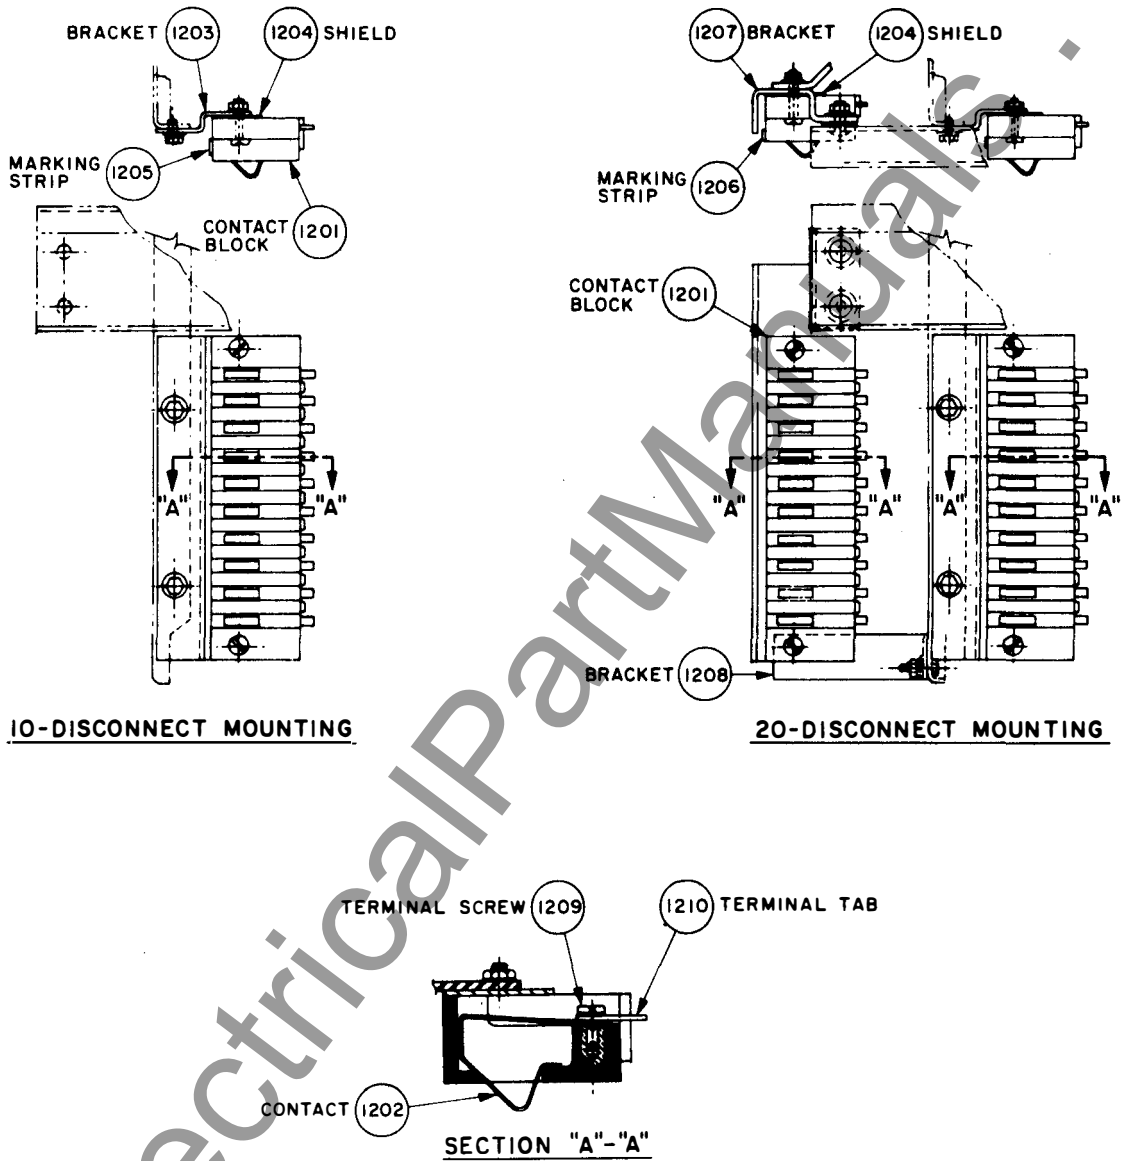 BRACKET 1203
1204 SHIELD
MARKING
STRIP
1205
CONTACT
BLOCK
1201
"A" "A"
10-DISCONNECT MOUNTING
1207 BRACKET
1204 SHIELD
MARKING
STRIP
1206
CONTACT
BLOCK
1201
"A" "A" "A" "A"
BRACKET 1208
20-DISCONNECT MOUNTING
TERMINAL SCREW 1209
1210 TERMINAL TAB
CONTACT 1202
SECTION "A"-"A"
ectricalPartManuals .